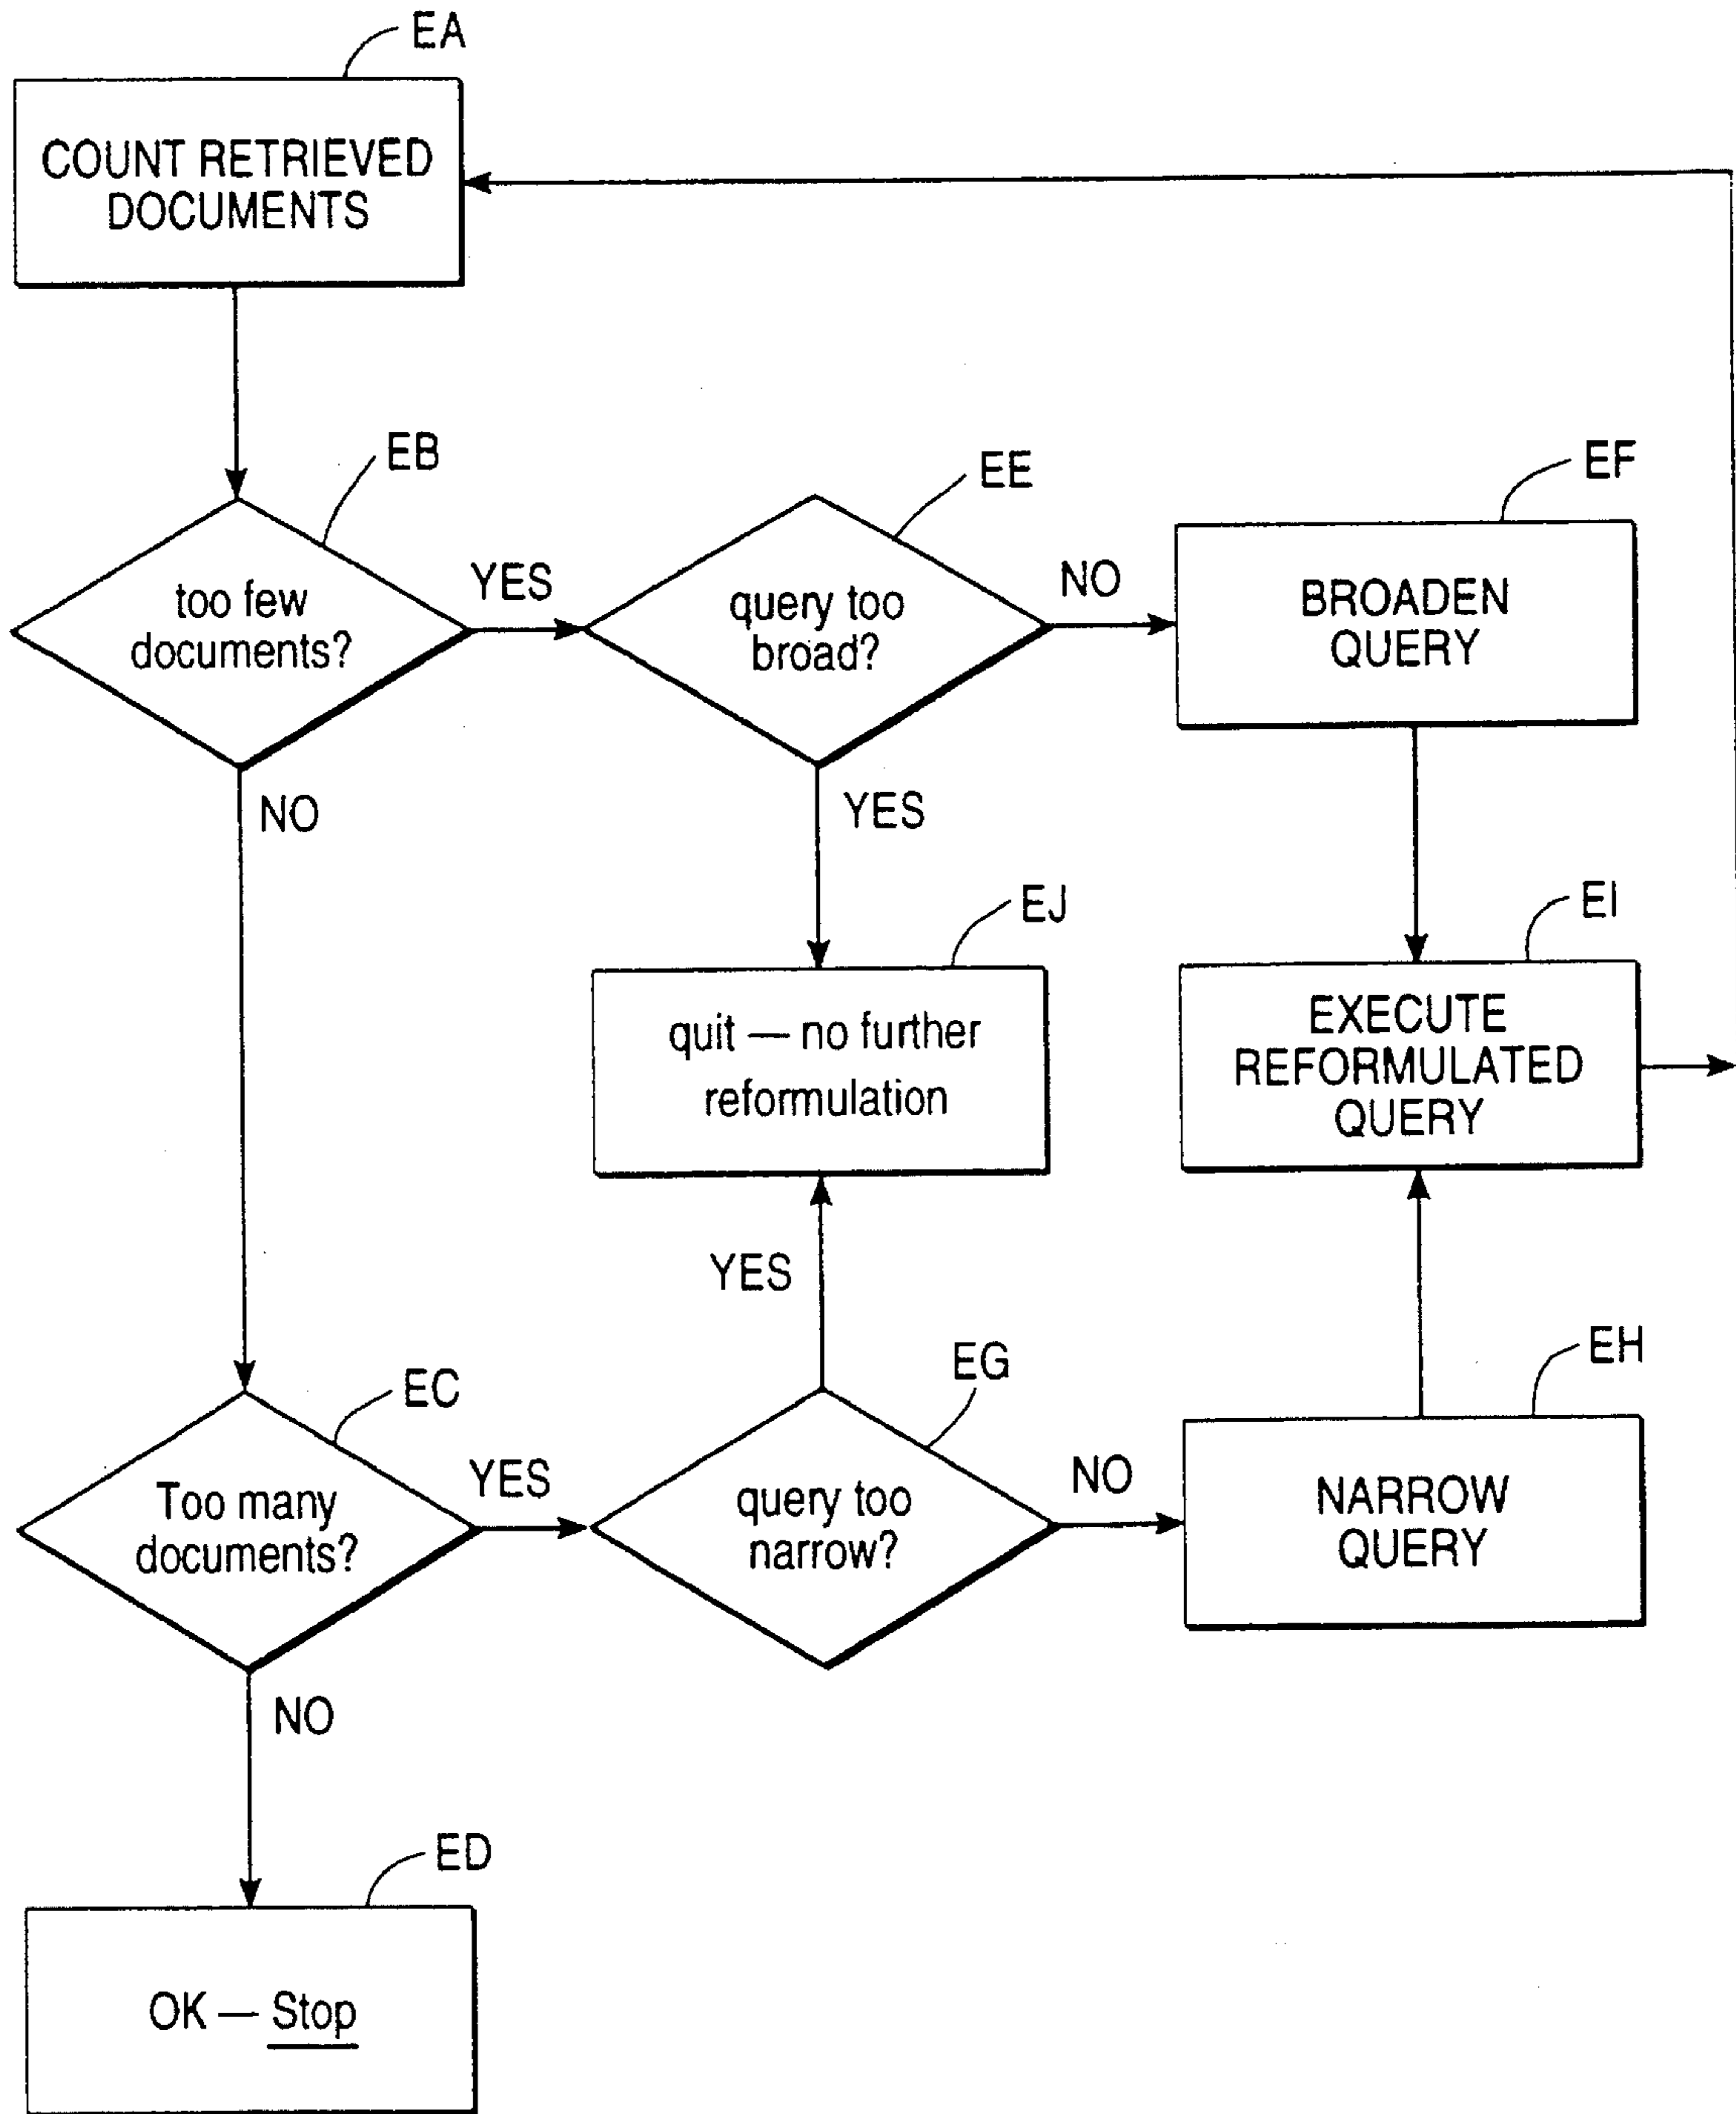 EA
COUNT RETRIEVED
DOCUMENTS
EB
too few
documents?
YES
NO
EE
query too
broad?
NO
YES
EF
BROADEN
QUERY
EJ
quit — no further
reformulation
EI
EXECUTE
REFORMULATED
QUERY
EC
Too many
documents?
YES
NO
EG
query too
narrow?
YES
NO
EH
NARROW
QUERY
ED
OK — Stop